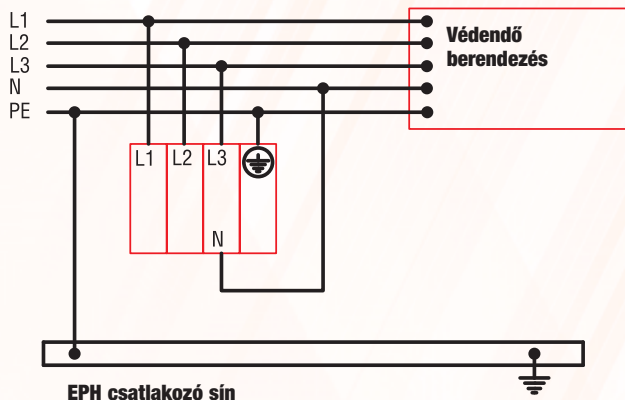 L1
L2
L3
N
PE
Védendő
berendezés
L1 L2 L3
N
EPH csatlakozó sín